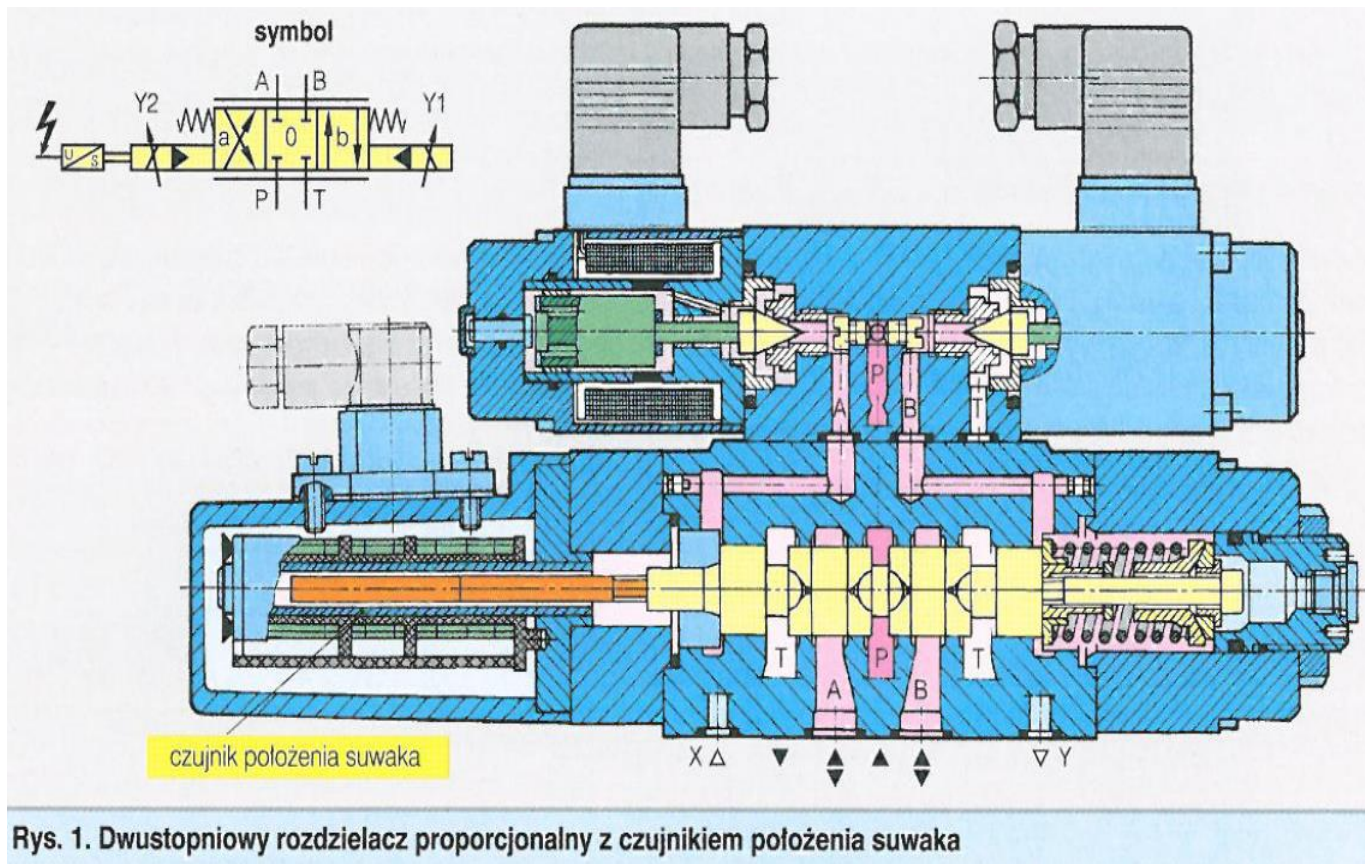 symbol
A B
Y2 Y1
U S a 0 b
P T
A P B T
T A P B T
czujnik położenia suwaka
X Y
Rys. 1. Dwustopniowy rozdzielacz proporcjonalny z czujnikiem położenia suwaka